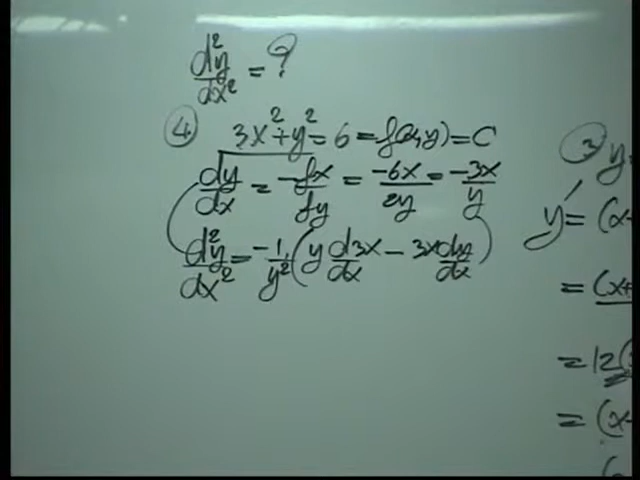 d²y/dx² = ?
④ 3x² + y² = 6 = f(x,y) = C
dy/dx = -fx/fy = -6x/2y = -3x/y
d²y/dx² = -1/y² (y d3x/dx - 3x dy/dx)
③ y
y' = (x
= (x+
= 12(
= (x-